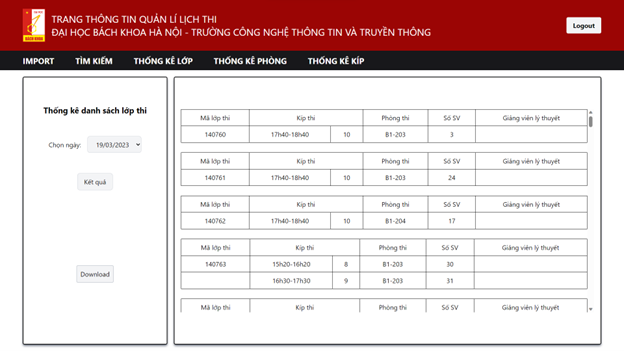 TRANG THÔNG TIN QUẢN LÍ LỊCH THI
ĐẠI HỌC BÁCH KHOA HÀ NỘI - TRƯỜNG CÔNG NGHỆ THÔNG TIN VÀ TRUYỀN THÔNG
Logout
IMPORT TÌM KIẾM THỐNG KÊ LỚP THỐNG KÊ PHÒNG THỐNG KÊ KÍP
Thống kê danh sách lớp thi
Chọn ngày: 19/03/2023
Kết quả
Download
Mã lớp thi Kíp thi Phòng thi Số SV Giảng viên lý thuyết
140760 17h40-18h40 10 B1-203 3
Mã lớp thi Kíp thi Phòng thi Số SV Giảng viên lý thuyết
140761 17h40-18h40 10 B1-203 24
Mã lớp thi Kíp thi Phòng thi Số SV Giảng viên lý thuyết
140762 17h40-18h40 10 B1-204 17
Mã lớp thi Kíp thi Phòng thi Số SV Giảng viên lý thuyết
140763 15h20-16h20 8 B1-203 30
16h30-17h30 9 B1-203 31
Mã lớp thi Kíp thi Phòng thi Số SV Giảng viên lý thuyết